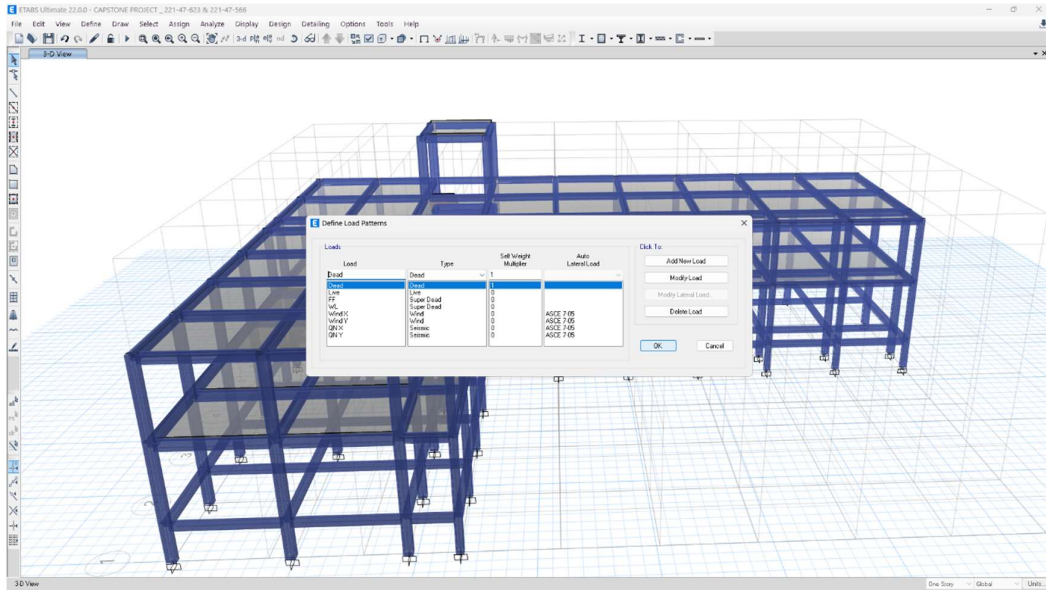 ETABS Ultimate 22.0.0 - CAPSTONE PROJECT _ 221-47-623 & 221-47-566
File Edit View Define Draw Select Assign Analyze Display Design Detailing Options Tools Help
3-d
3-D View
Define Load Patterns
Loads
Click To:
Load Type Self Weight Multiplier Auto Lateral Load
Dead Dead 1
Dead Dead 1
Live Live 0
FF Super Dead 0
WL Super Dead 0
Wind X Wind 0 ASCE 7-05
Wind Y Wind 0 ASCE 7-05
QN X Seismic 0 ASCE 7-05
QN Y Seismic 0 ASCE 7-05
Add New Load
Modify Load
Modify Lateral Load...
Delete Load
OK Cancel
3
2
1
3-D View One Story Global Units...